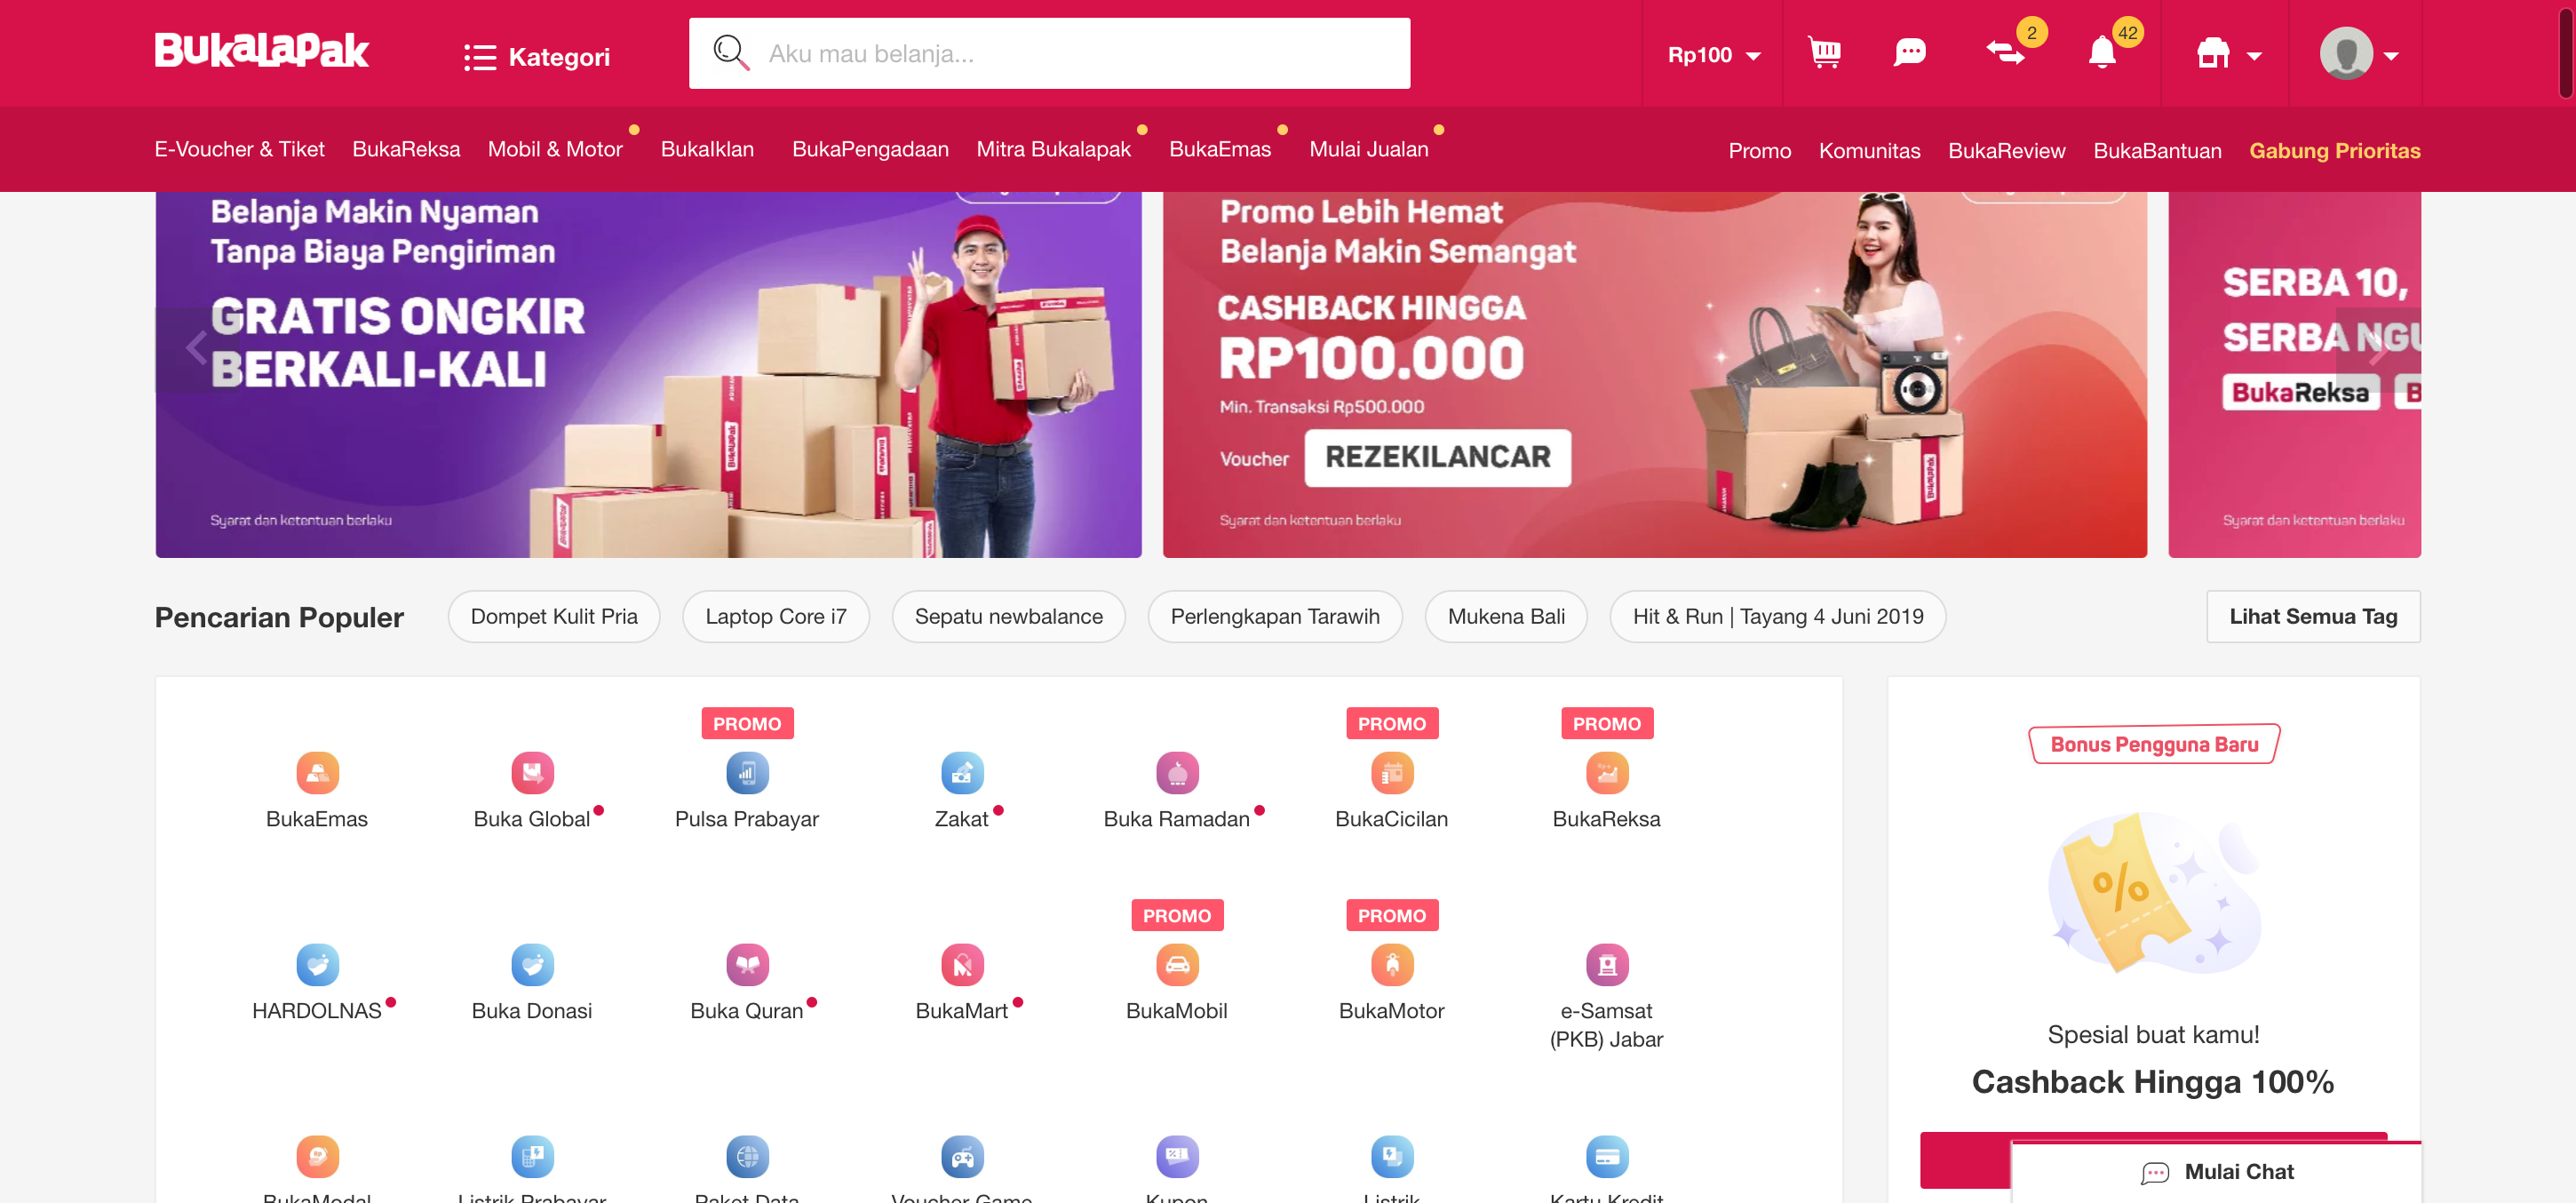 BukaLapak
Kategori
Aku mau belanja...
Rp100
2
42
E-Voucher & Tiket
BukaReksa
Mobil & Motor
BukaIklan
BukaPengadaan
Mitra Bukalapak
BukaEmas
Mulai Jualan
Promo
Komunitas
BukaReview
BukaBantuan
Gabung Prioritas
Belanja Makin Nyaman
Tanpa Biaya Pengiriman
GRATIS ONGKIR
BERKALI-KALI
Syarat dan ketentuan berlaku
Promo Lebih Hemat
Belanja Makin Semangat
CASHBACK HINGGA
RP100.000
Min. Transaksi Rp500.000
Voucher
REZEKILANCAR
Syarat dan ketentuan berlaku
SERBA 10,
SERBA NGU
BukaReksa
B
Syarat dan ketentuan berlaku
Pencarian Populer
Dompet Kulit Pria
Laptop Core i7
Sepatu newbalance
Perlengkapan Tarawih
Mukena Bali
Hit & Run | Tayang 4 Juni 2019
Lihat Semua Tag
PROMO
PROMO
PROMO
BukaEmas
Buka Global
Pulsa Prabayar
Zakat
Buka Ramadan
BukaCicilan
BukaReksa
PROMO
PROMO
HARDOLNAS
Buka Donasi
Buka Quran
BukaMart
BukaMobil
BukaMotor
e-Samsat
(PKB) Jabar
BukaModal
Listrik Prabayar
Paket Data
Voucher Game
Kupon
Listrik
Kartu Kredit
Bonus Pengguna Baru
%
Spesial buat kamu!
Cashback Hingga 100%
Mulai Chat